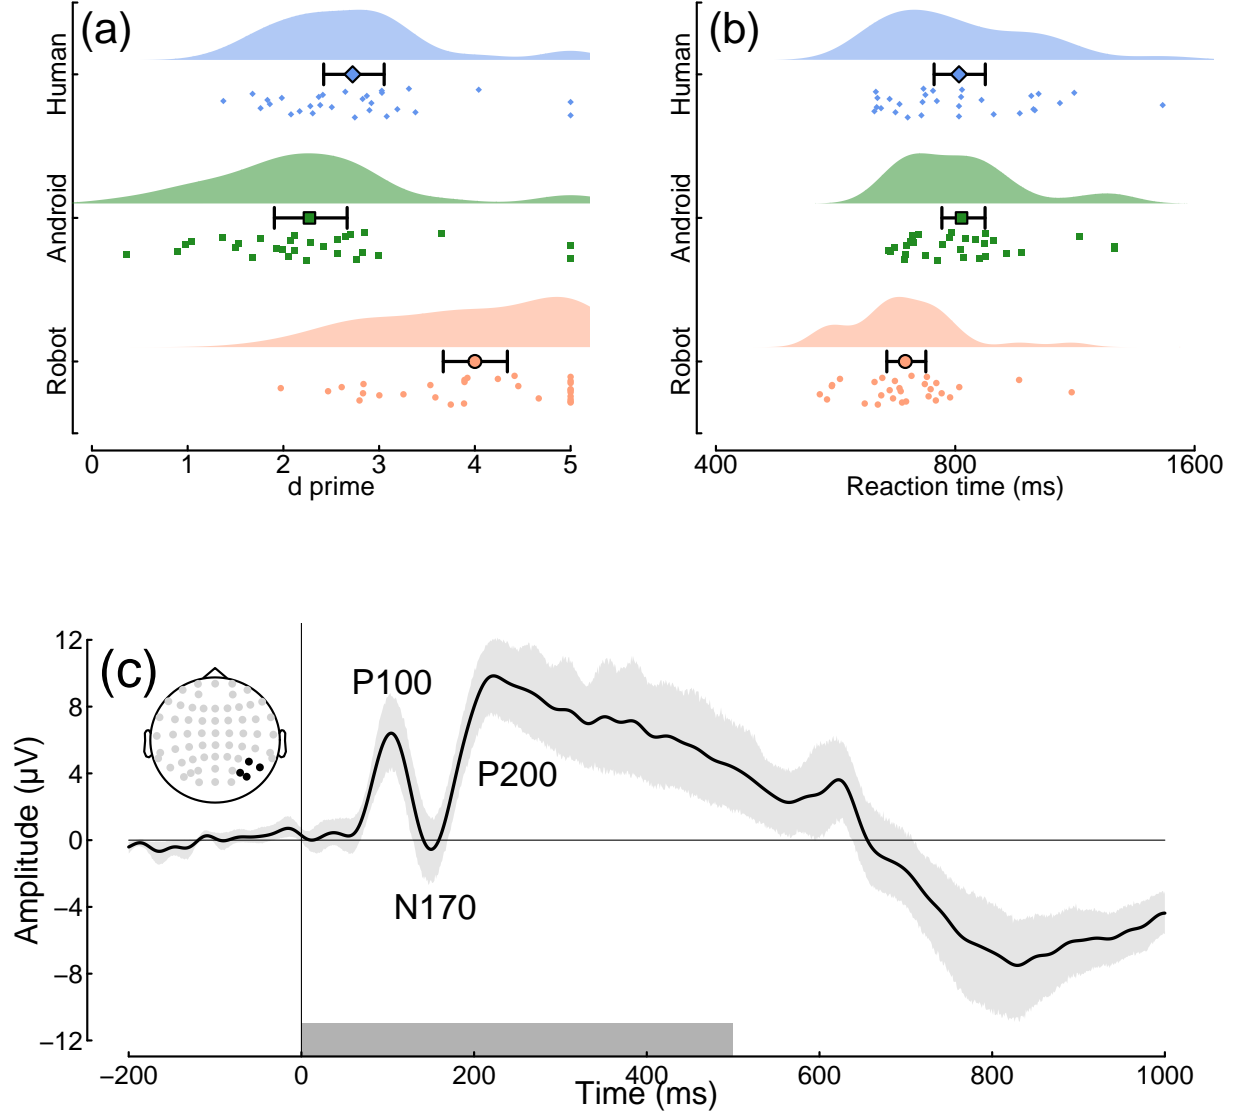 (a)
Human
Android
Robot
0 1 2 3 4 5
d prime
(b)
Human
Android
Robot
400 800 1600
Reaction time (ms)
(c)
P100
P200
N170
Amplitude (µV)
12
8
4
0
−4
−8
−12
−200 0 200 400 600 800 1000
Time (ms)